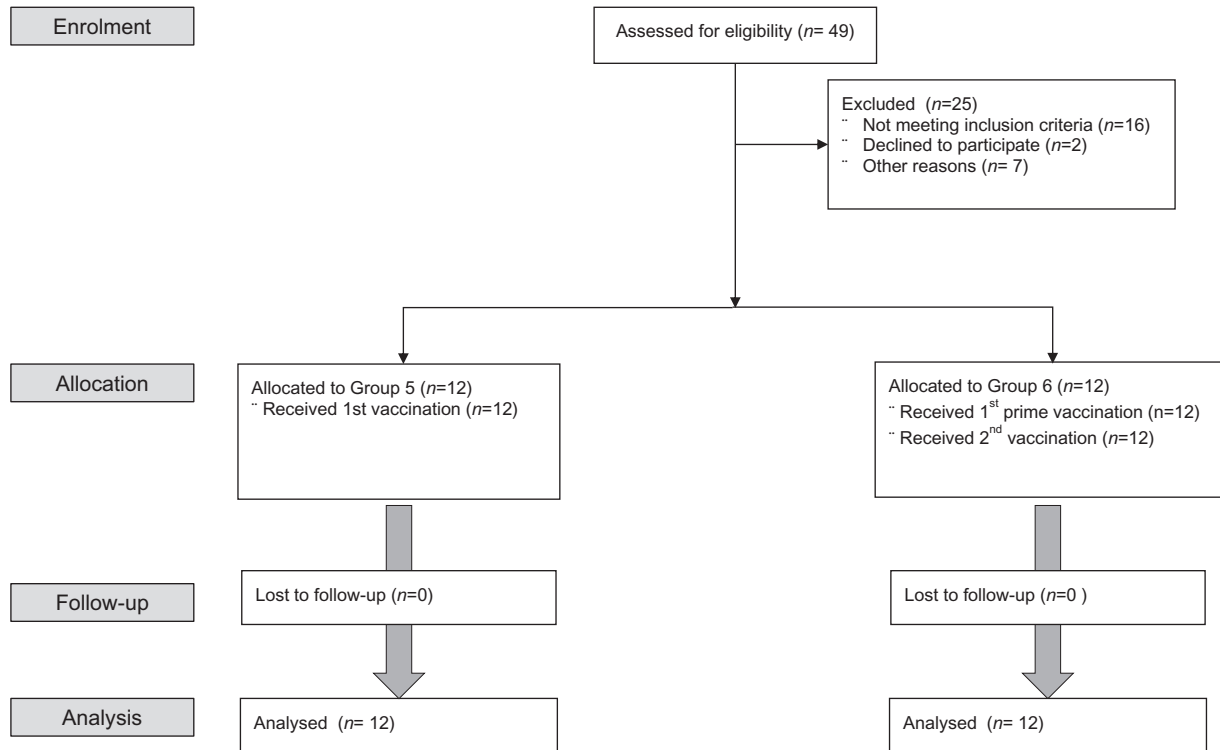 Enrolment
Assessed for eligibility (n= 49)
Excluded (n=25)
¨ Not meeting inclusion criteria (n=16)
¨ Declined to participate (n=2)
¨ Other reasons (n= 7)
Allocation
Allocated to Group 5 (n=12)
¨ Received 1st vaccination (n=12)
Allocated to Group 6 (n=12)
¨ Received 1st prime vaccination (n=12)
¨ Received 2nd vaccination (n=12)
Follow-up
Lost to follow-up (n=0)
Lost to follow-up (n=0 )
Analysis
Analysed (n= 12)
Analysed (n= 12)